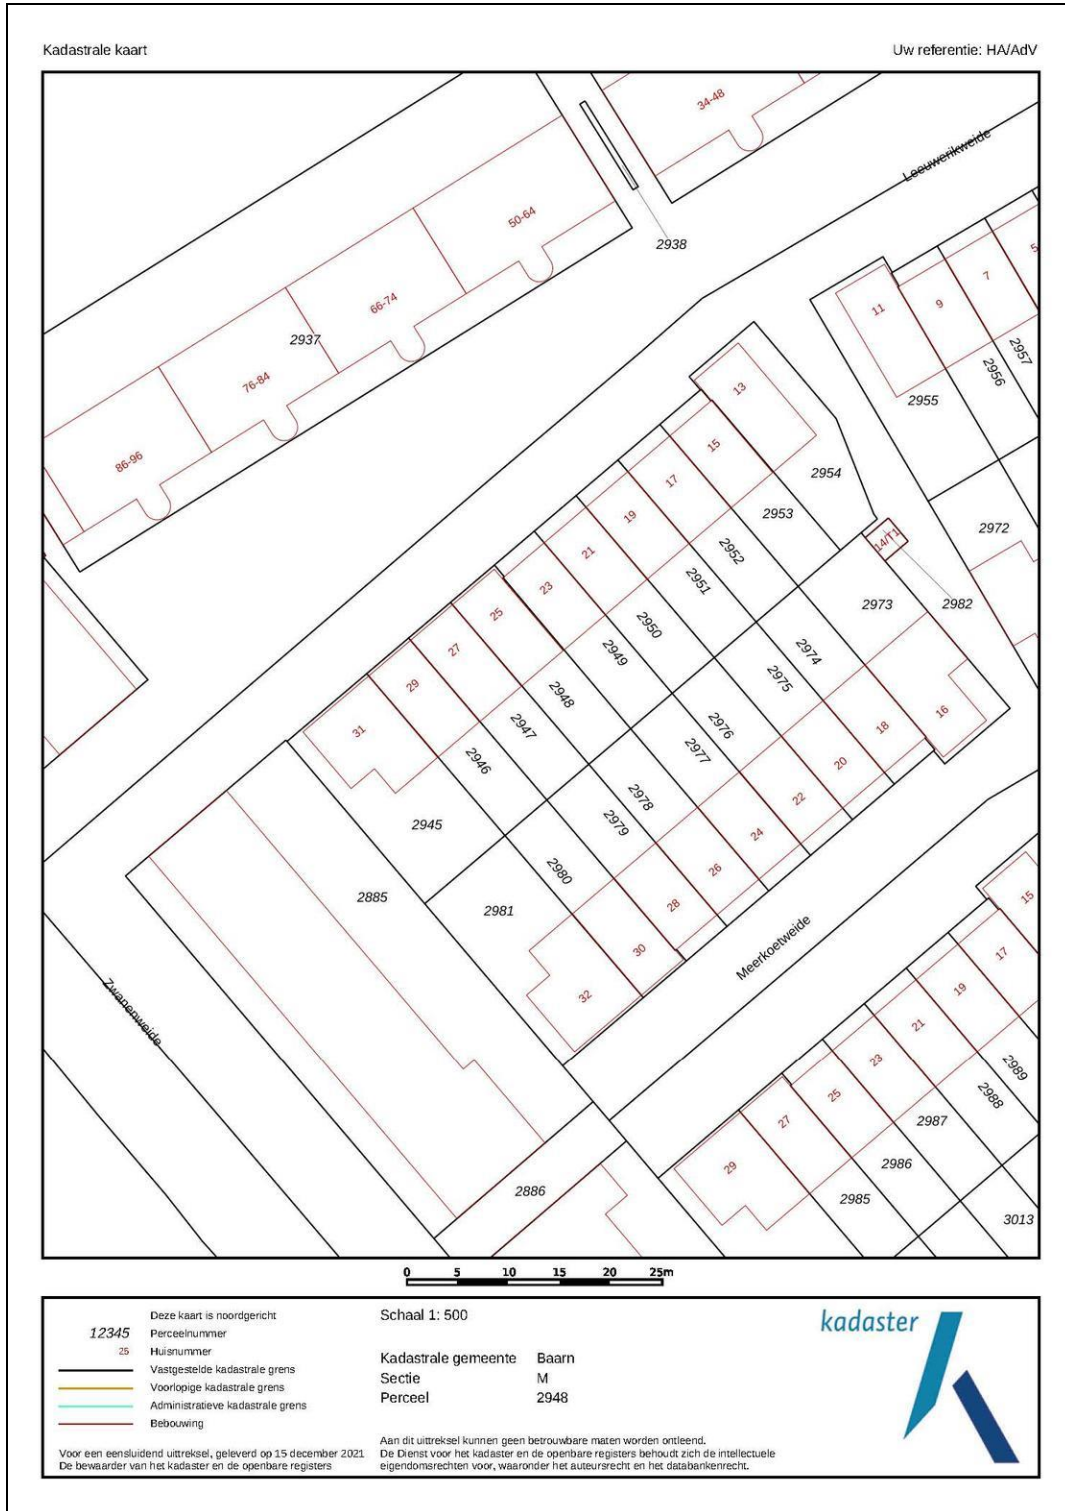 Kadastrale kaart
Uw referentie: HA/AdV
34-48
Leeuwerikweide
50-64
2938
5
7
9
11
66-74
2937
2957
2956
2955
76-84
13
86-96
15
17
2954
2953
19
2972
14/T1
21
2952
2951
23
2973
2982
25
2950
27
2949
2974
29
2948
2975
31
2947
2976
16
18
2946
2977
20
2945
2978
22
2979
24
2980
26
2885
2981
28
15
30
Meerkoetweide
17
32
19
Zwanenweide
21
23
2989
25
2988
27
2987
29
2986
2886
2985
3013
0 5 10 15 20 25m
Deze kaart is noordgericht
12345 Perceelnummer
25 Huisnummer
Vastgestelde kadastrale grens
Voorlopige kadastrale grens
Administratieve kadastrale grens
Bebouwing
Voor een eensluidend uittreksel, geleverd op 15 december 2021
De bewaarder van het kadaster en de openbare registers
Schaal 1: 500
Kadastrale gemeente Baarn
Sectie M
Perceel 2948
Aan dit uittreksel kunnen geen betrouwbare maten worden ontleend.
De Dienst voor het kadaster en de openbare registers behoudt zich de intellectuele
eigendomsrechten voor, waaronder het auteursrecht en het databankenrecht.
kadaster